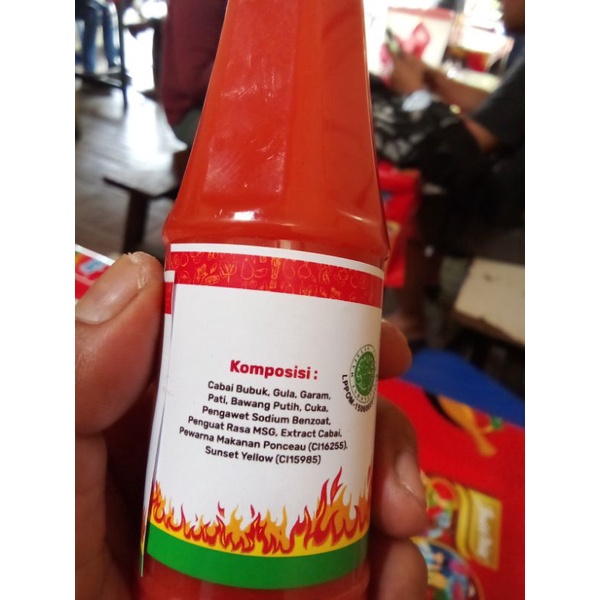 Komposisi :
Cabai Bubuk, Gula, Garam,
Pati, Bawang Putih, Cuka,
Pengawet Sodium Benzoat,
Penguat Rasa MSG, Extract Cabai,
Pewarna Makanan Ponceau (CI16255),
Sunset Yellow (CI15985)